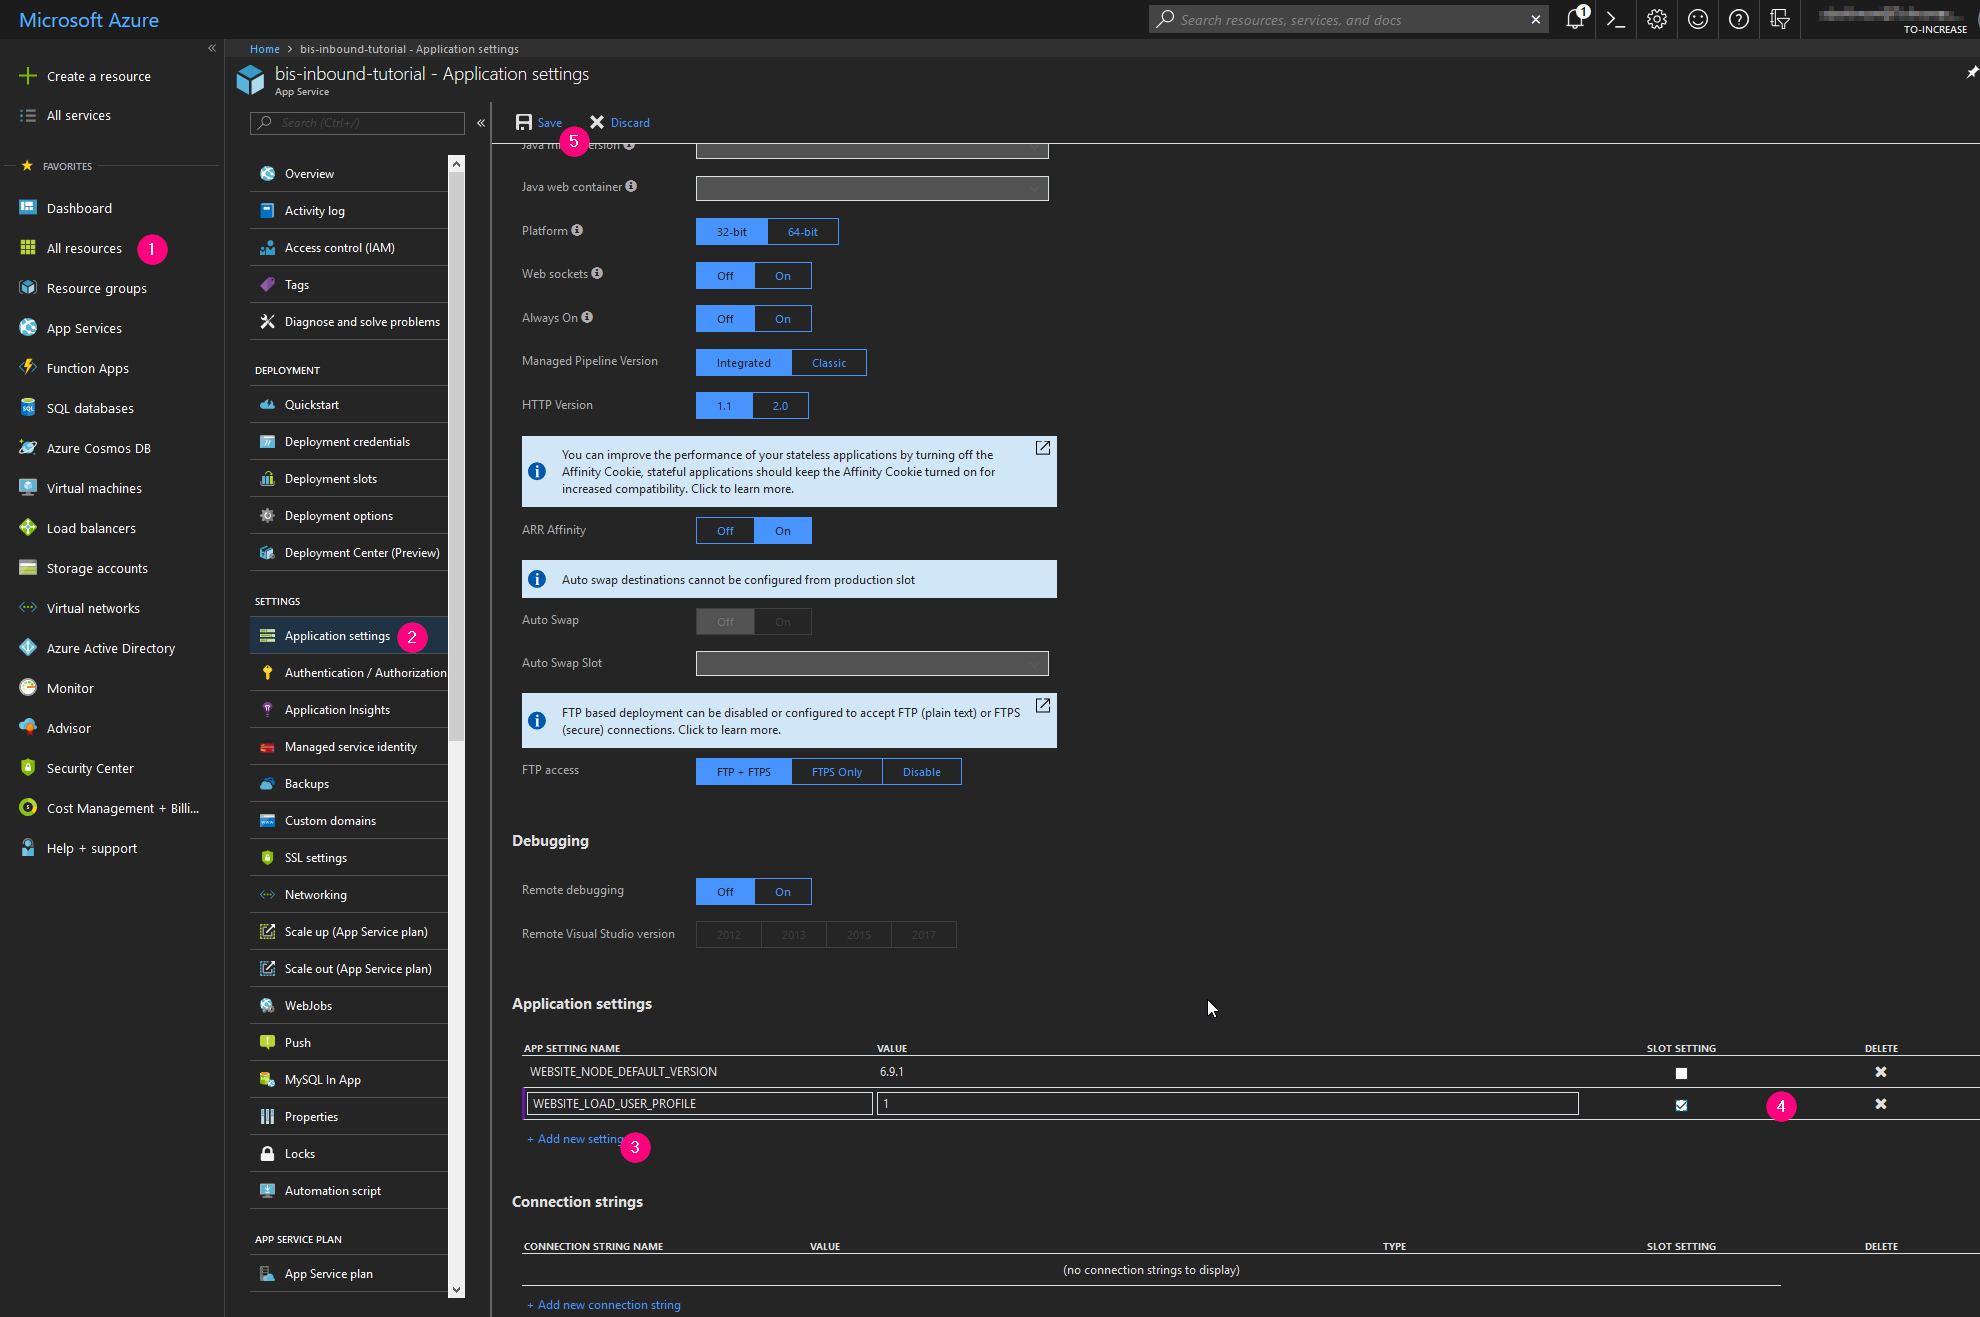 Microsoft Azure
Search resources, services, and docs
1
TO-INCREASE
Home > bis-inbound-tutorial - Application settings
bis-inbound-tutorial - Application settings
App Service
Create a resource
All services
FAVORITES
Dashboard
All resources 1
Resource groups
App Services
Function Apps
SQL databases
Azure Cosmos DB
Virtual machines
Load balancers
Storage accounts
Virtual networks
Azure Active Directory
Monitor
Advisor
Security Center
Cost Management + Billi...
Help + support
Search (Ctrl+/)
Overview
Activity log
Access control (IAM)
Tags
Diagnose and solve problems
DEPLOYMENT
Quickstart
Deployment credentials
Deployment slots
Deployment options
Deployment Center (Preview)
SETTINGS
Application settings 2
Authentication / Authorization
Application Insights
Managed service identity
Backups
Custom domains
SSL settings
Networking
Scale up (App Service plan)
Scale out (App Service plan)
WebJobs
Push
MySQL In App
Properties
Locks
Automation script
APP SERVICE PLAN
App Service plan
Save Discard
5
Java web container
Platform 32-bit 64-bit
Web sockets Off On
Always On Off On
Managed Pipeline Version Integrated Classic
HTTP Version 1.1 2.0
You can improve the performance of your stateless applications by turning off the
Affinity Cookie, stateful applications should keep the Affinity Cookie turned on for
increased compatibility. Click to learn more.
ARR Affinity Off On
Auto swap destinations cannot be configured from production slot
Auto Swap Off On
Auto Swap Slot
FTP based deployment can be disabled or configured to accept FTP (plain text) or FTPS
(secure) connections. Click to learn more.
FTP access FTP + FTPS FTPS Only Disable
Debugging
Remote debugging Off On
Remote Visual Studio version 2012 2013 2015 2017
Application settings
APP SETTING NAME VALUE SLOT SETTING DELETE
WEBSITE_NODE_DEFAULT_VERSION 6.9.1
WEBSITE_LOAD_USER_PROFILE 1 4
+ Add new setting 3
Connection strings
CONNECTION STRING NAME VALUE TYPE SLOT SETTING DELETE
(no connection strings to display)
+ Add new connection string